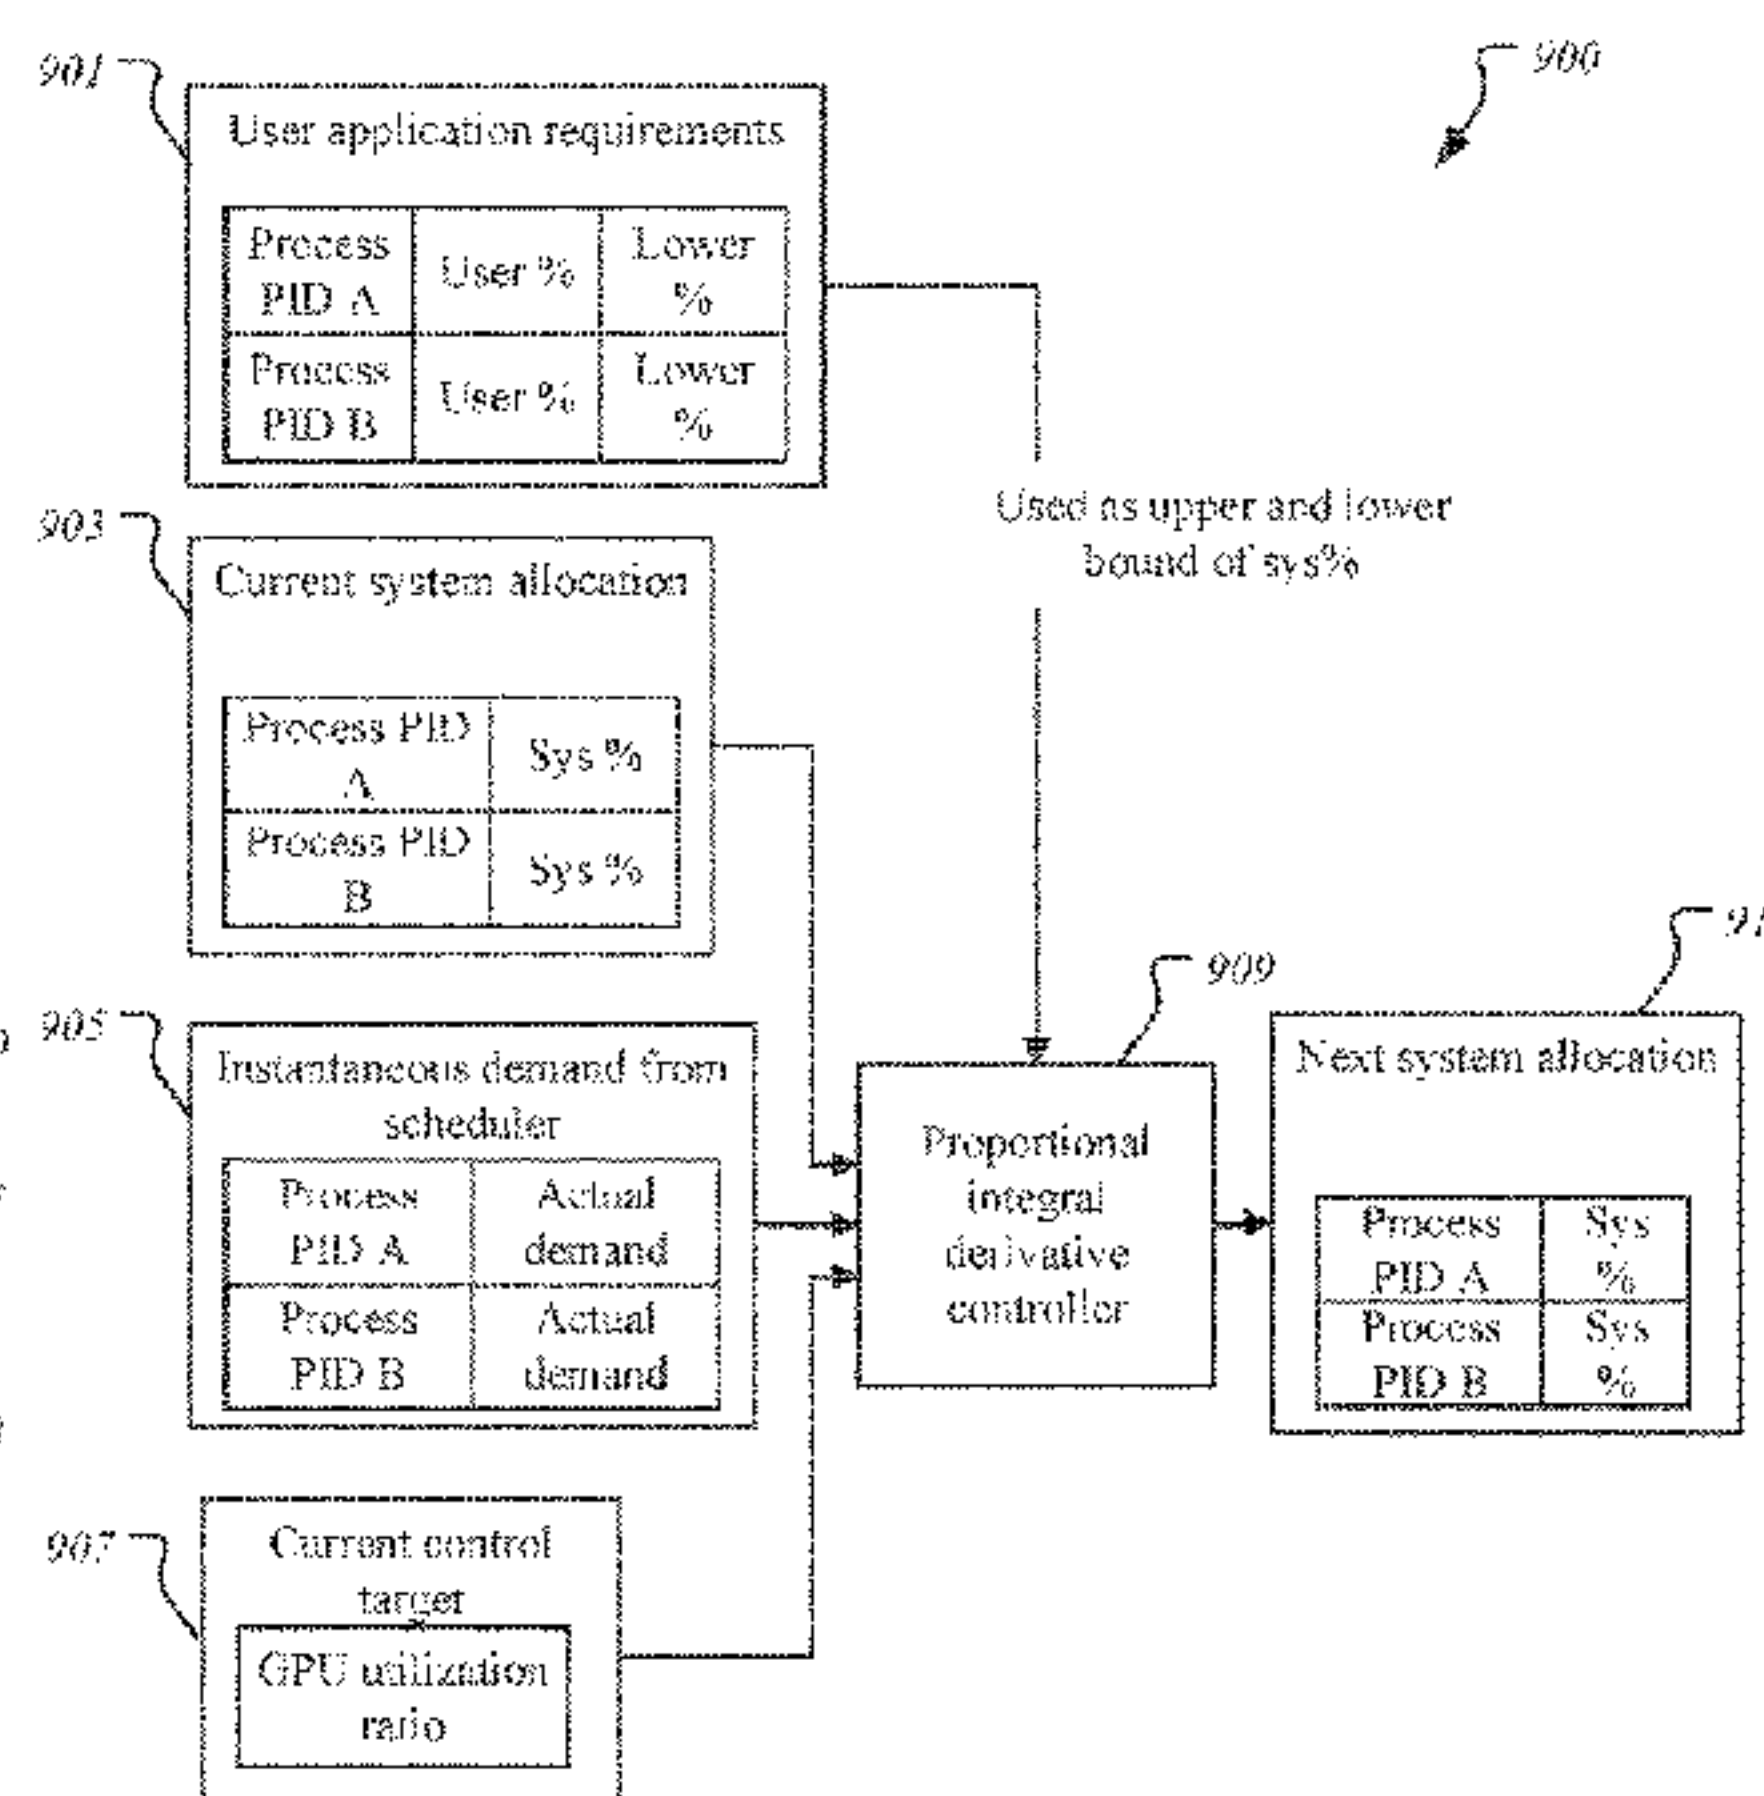 901
900
User application requirements
Process
PID A
User %
Lower
%
Process
PID B
User %
Lower
%
903
Used as upper and lower
bound of sys%
Current system allocation
Process PID
A
Sys %
Process PID
B
Sys %
905
Instantaneous demand from
scheduler
Process
PID A
Actual
demand
Process
PID B
Actual
demand
909
Proportional
integral
derivative
controller
Next system allocation
Process
PID A
Sys
%
Process
PID B
Sys
%
907
Current control
target
GPU utilization
ratio